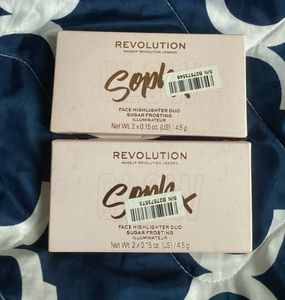 REVOLUTION
MAKEUP REVOLUTION LONDON
FACE HIGHLIGHTER DUO
SUGAR FROSTING
ILLUMINATEUR
Net Wt. 2 x 0.15 oz. (US) / 4.5 g
REVOLUTION
MAKEUP REVOLUTION LONDON
FACE HIGHLIGHTER DUO
SUGAR FROSTING
ILLUMINATEUR
Net Wt. 2 x 0.15 oz. (US) / 4.5 g